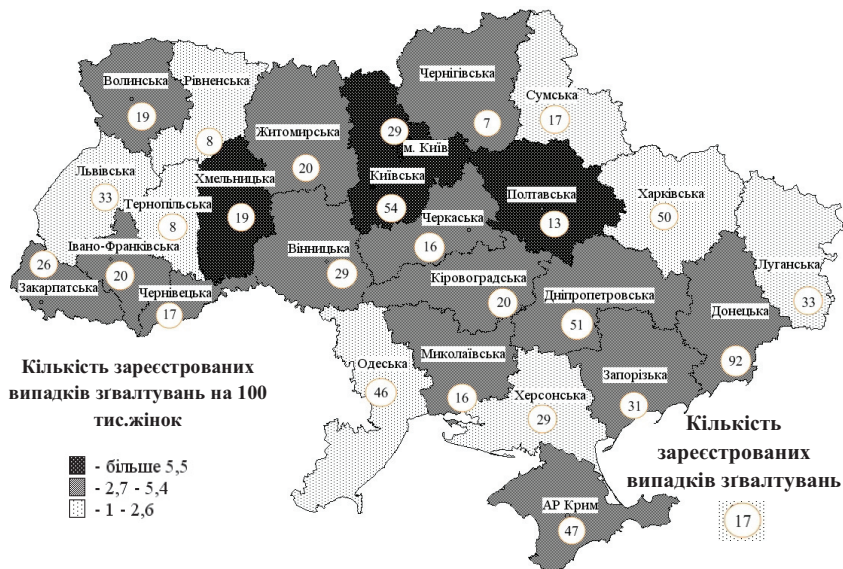 Волинська
19
Рівненська
8
Житомирська
20
29
м. Київ
Київська
54
Чернігівська
7
Сумська
17
Львівська
33
Тернопільська
8
Хмельницька
19
Вінницька
29
Черкаська
16
Полтавська
13
Харківська
50
Луганська
33
26
Закарпатська
Івано-Франківська
20
Чернівецька
17
Кіровоградська
20
Дніпропетровська
51
Донецька
92
Одеська
46
Миколаївська
16
Херсонська
29
Запорізька
31
АР Крим
47
Кількість зареєстрованих
випадків зґвалтувань на 100
тис.жінок
- більше 5,5
- 2,7 - 5,4
- 1 - 2,6
Кількість
зареєстрованих
випадків зґвалтувань
17